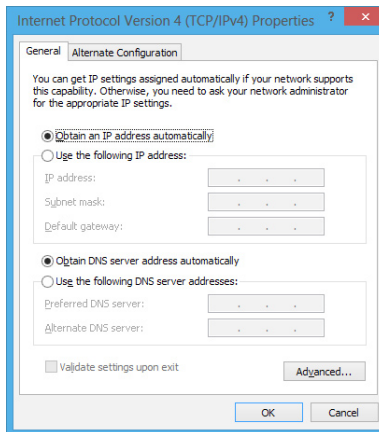 Internet Protocol Version 4 (TCP/IPv4) Properties ? ×
General Alternate Configuration
You can get IP settings assigned automatically if your network supports
this capability. Otherwise, you need to ask your network administrator
for the appropriate IP settings.
Obtain an IP address automatically
Use the following IP address:
IP address:
Subnet mask:
Default gateway:
Obtain DNS server address automatically
Use the following DNS server addresses:
Preferred DNS server:
Alternate DNS server:
Validate settings upon exit
Advanced...
OK Cancel